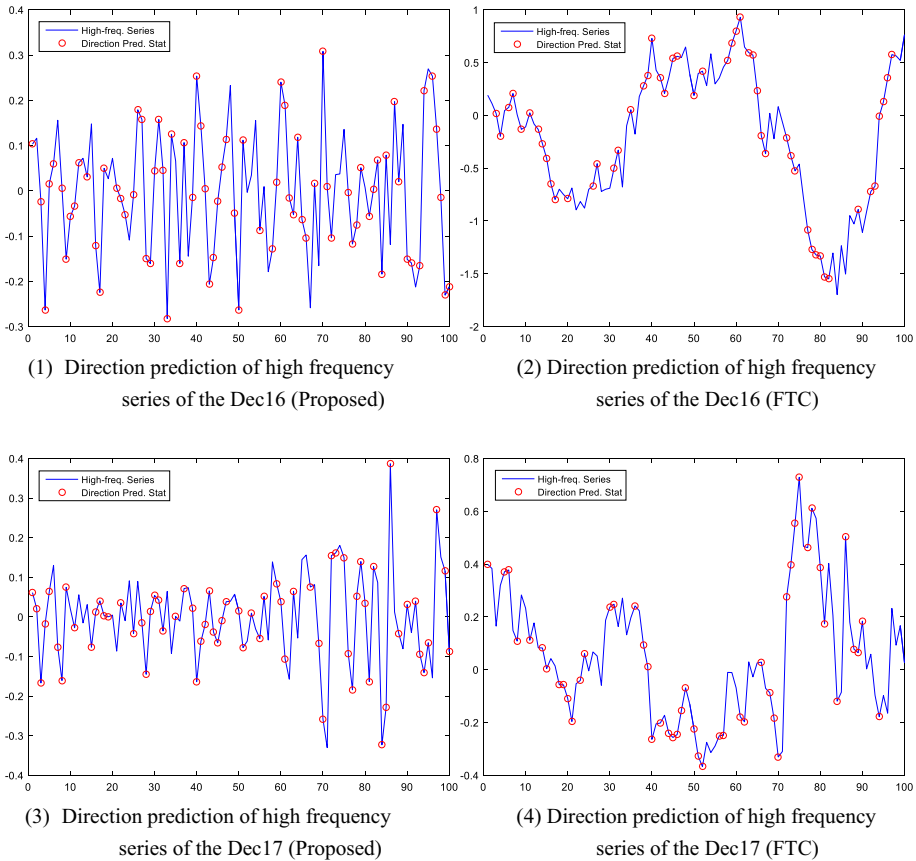 0.4
0.3
0.2
0.1
0
-0.1
-0.2
-0.3
High-freq. Series
Direction Pred. Stat
0 10 20 30 40 50 60 70 80 90 100
(1) Direction prediction of high frequency
series of the Dec16 (Proposed)
1
0.5
0
-0.5
-1
-1.5
-2
High-freq. Series
Direction Pred. Stat
0 10 20 30 40 50 60 70 80 90 100
(2) Direction prediction of high frequency
series of the Dec16 (FTC)
0.4
0.3
0.2
0.1
0
-0.1
-0.2
-0.3
-0.4
High-freq. Series
Direction Pred. Stat
0 10 20 30 40 50 60 70 80 90 100
(3) Direction prediction of high frequency
series of the Dec17 (Proposed)
0.8
0.6
0.4
0.2
0
-0.2
-0.4
High-freq. Series
Direction Pred. Stat
0 10 20 30 40 50 60 70 80 90 100
(4) Direction prediction of high frequency
series of the Dec17 (FTC)